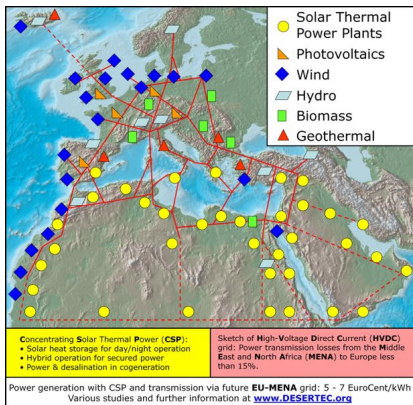 Solar Thermal
Power Plants
Photovoltaics
Wind
Hydro
Biomass
Geothermal
Concentrating Solar Thermal Power (CSP):
- Solar heat storage for day/night operation
- Hybrid operation for secured power
- Power & desalination in cogeneration
Sketch of High-Voltage Direct Current (HVDC)
grid: Power transmission losses from the Middle
East and North Africa (MENA) to Europe less
than 15%.
Power generation with CSP and transmission via future EU-MENA grid: 5 - 7 EuroCent/kWh
Various studies and further information at www.DESERTEC.org